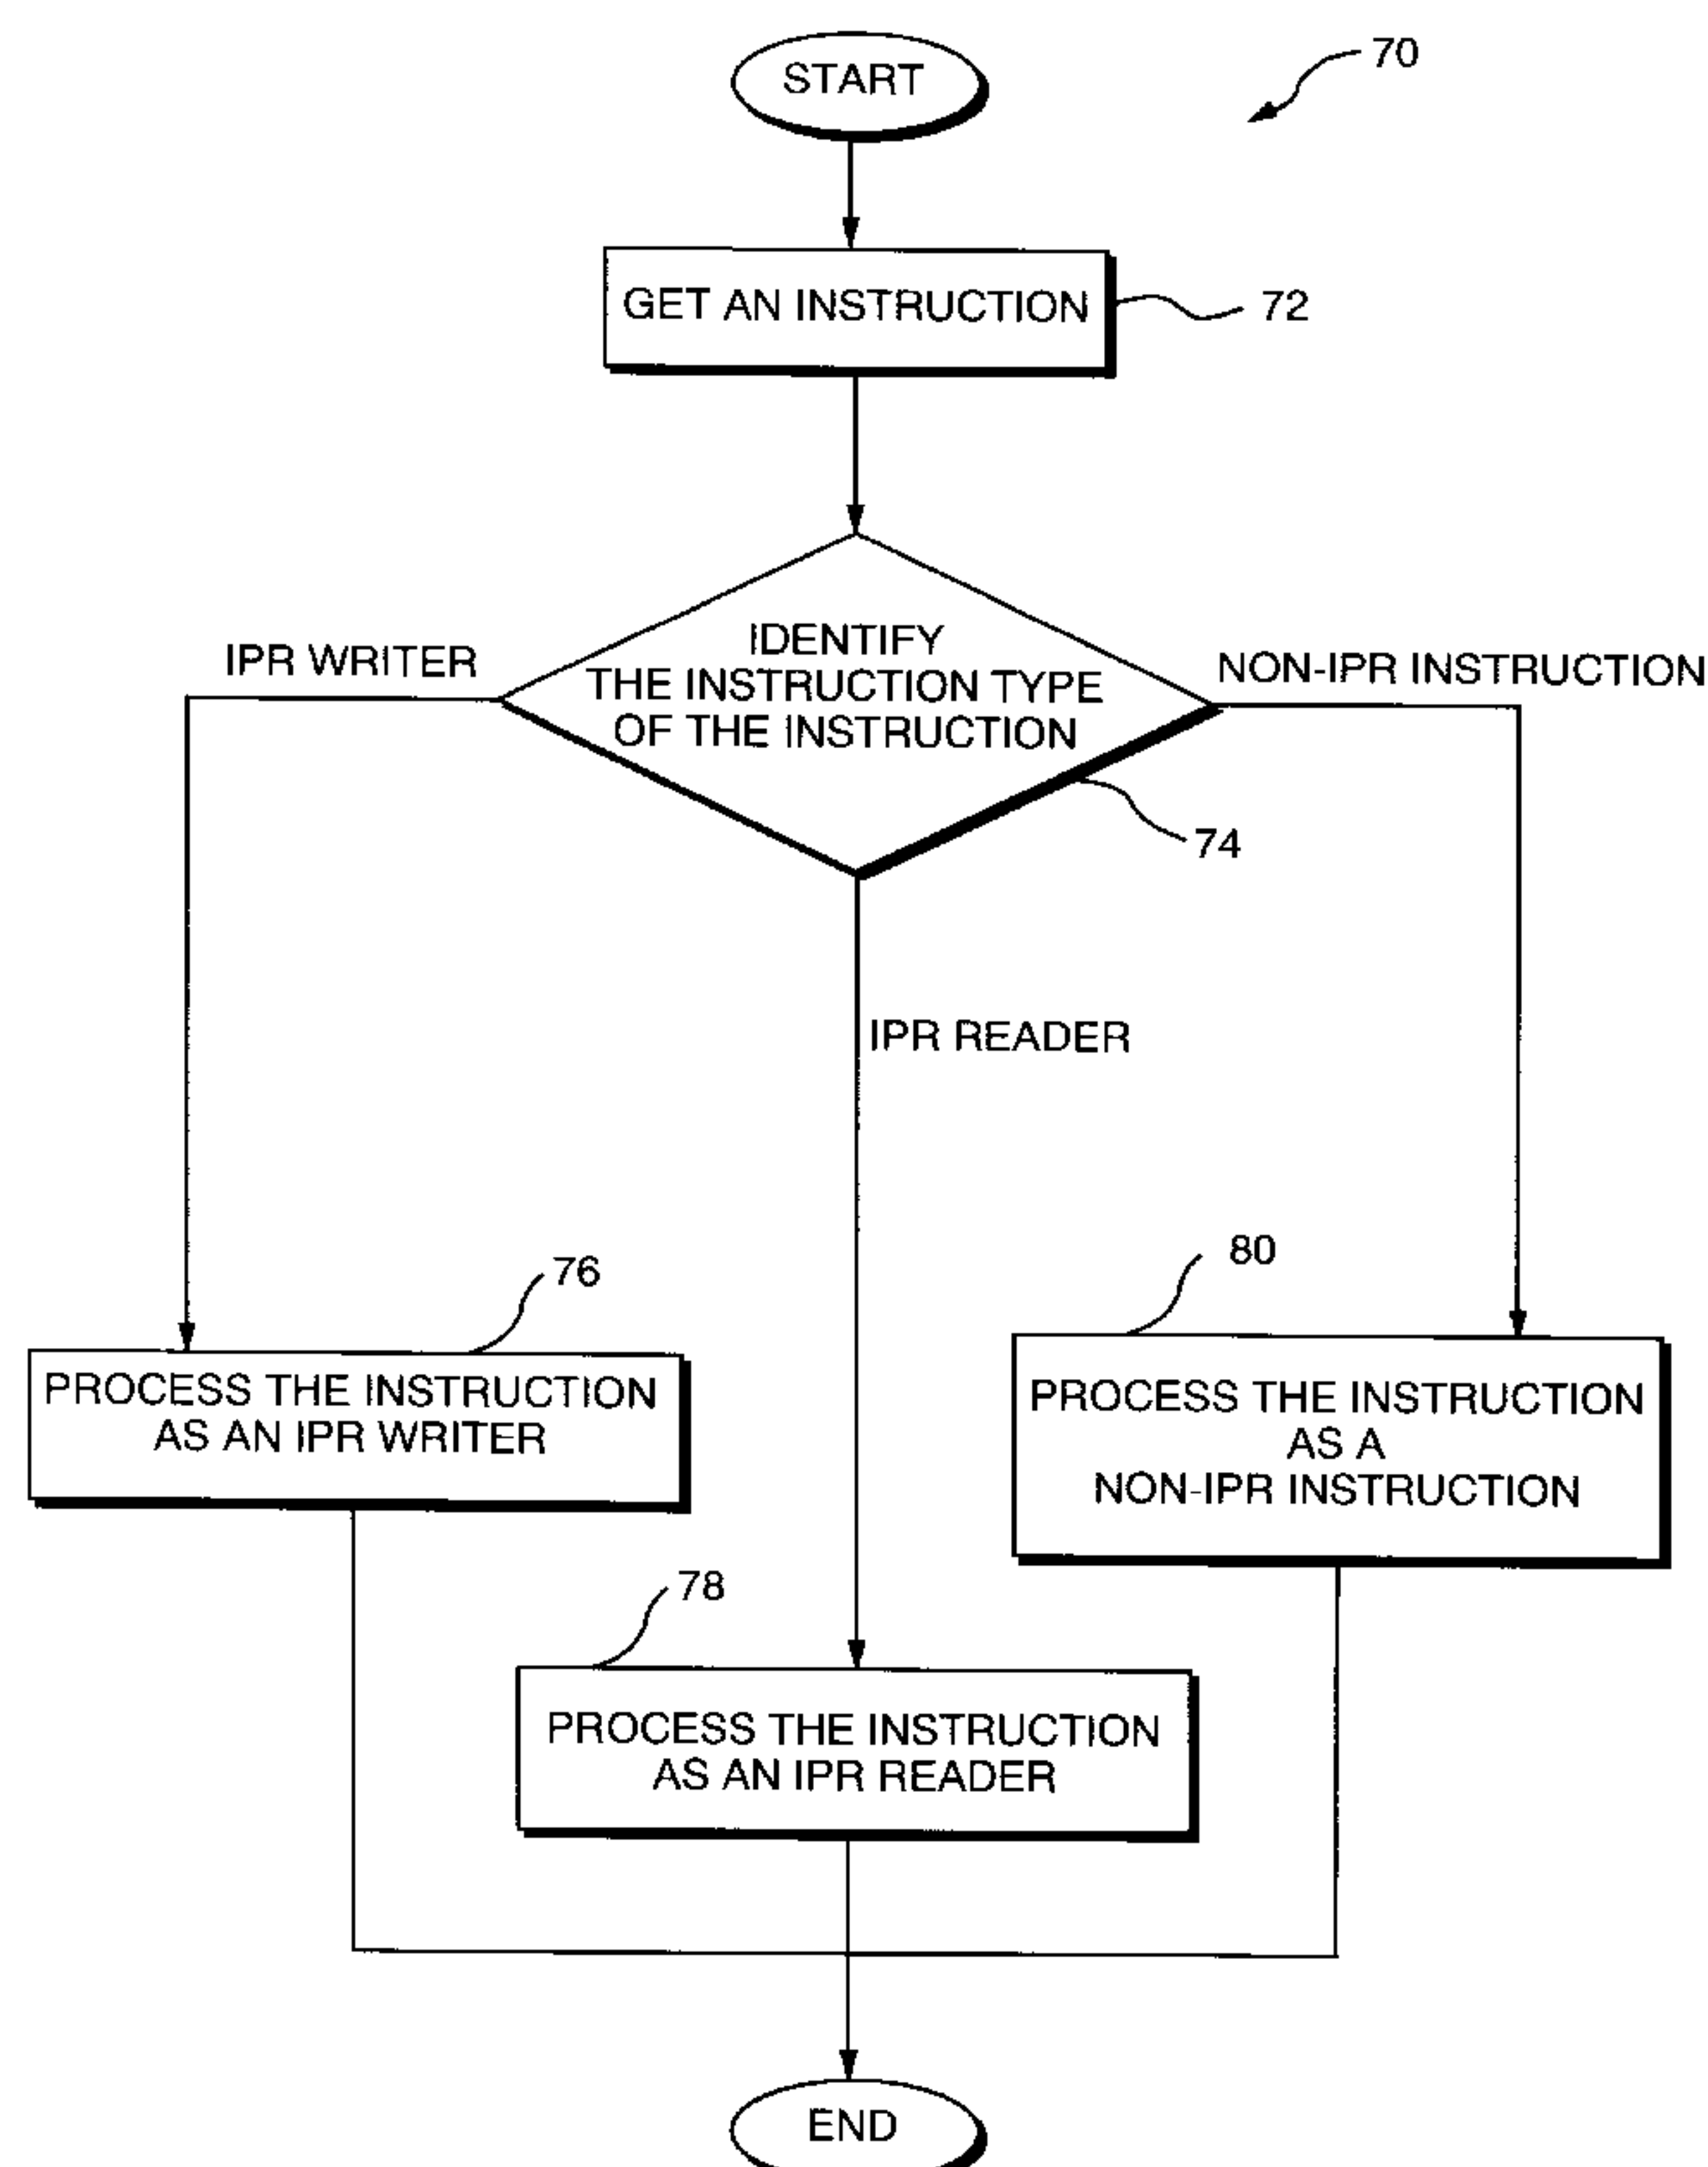 START
70
GET AN INSTRUCTION
72
IDENTIFY
THE INSTRUCTION TYPE
OF THE INSTRUCTION
IPR WRITER
NON-IPR INSTRUCTION
74
IPR READER
76
80
PROCESS THE INSTRUCTION
AS AN IPR WRITER
PROCESS THE INSTRUCTION
AS A
NON-IPR INSTRUCTION
78
PROCESS THE INSTRUCTION
AS AN IPR READER
END